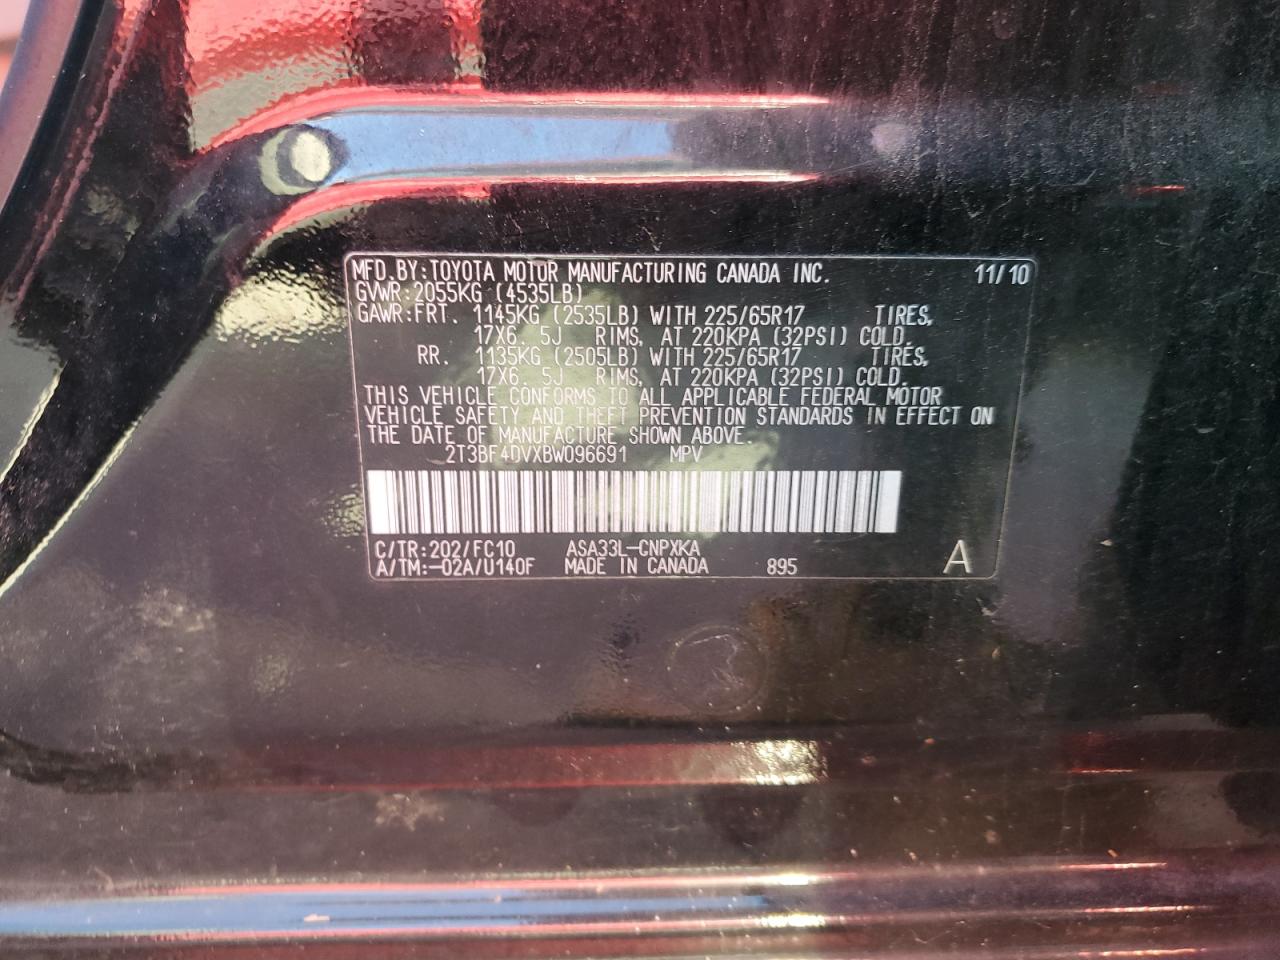 MFD.BY:TOYOTA MOTOR MANUFACTURING CANADA INC. 11/10
GVWR:2055KG (4535LB)
GAWR:FRT. 1145KG (2535LB) WITH 225/65R17 TIRES,
17X6. 5J RIMS, AT 220KPA (32PSI) COLD.
RR. 1135KG (2505LB) WITH 225/65R17 TIRES,
17X6. 5J RIMS, AT 220KPA (32PSI) COLD.
THIS VEHICLE CONFORMS TO ALL APPLICABLE FEDERAL MOTOR
VEHICLE SAFETY AND THEFT PREVENTION STANDARDS IN EFFECT ON
THE DATE OF MANUFACTURE SHOWN ABOVE.
2T3BF4DVXBW096691 MPV
C/TR:202/FC10 ASA33L-CNPXKA
A/TM:-02A/U140F MADE IN CANADA 895 A